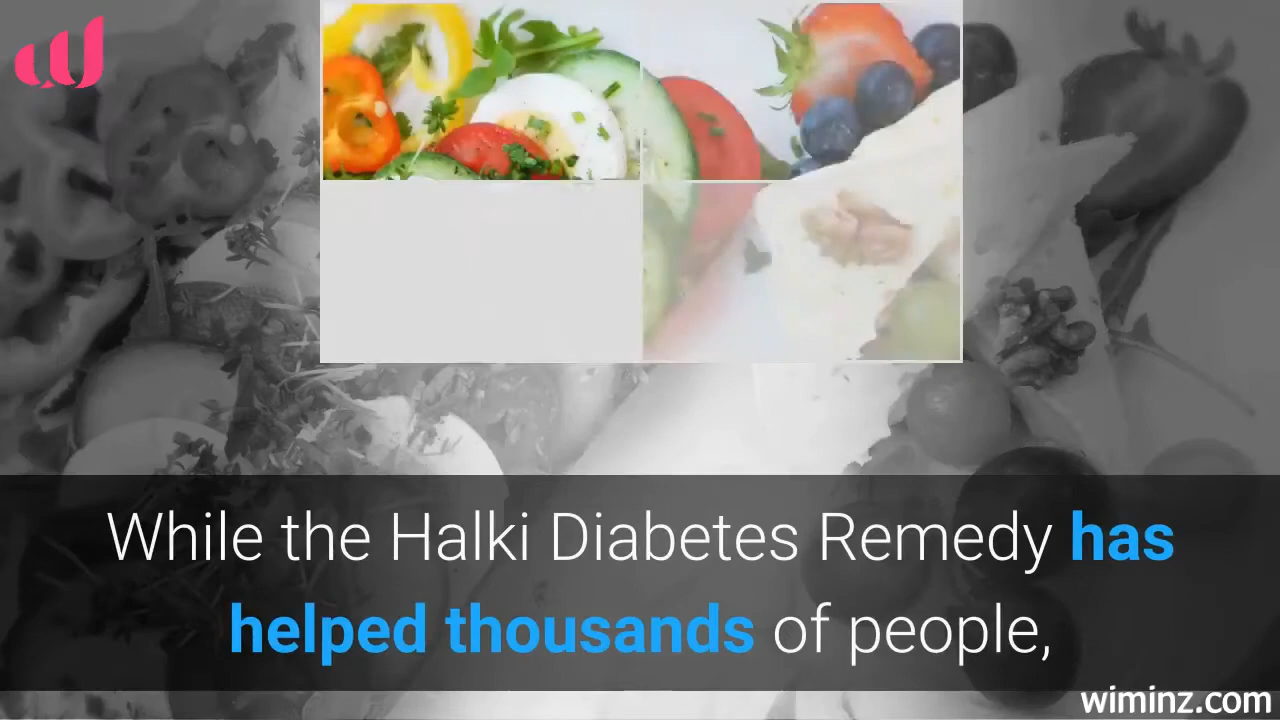 While the Halki Diabetes Remedy has
helped thousands of people,
wiminz.com